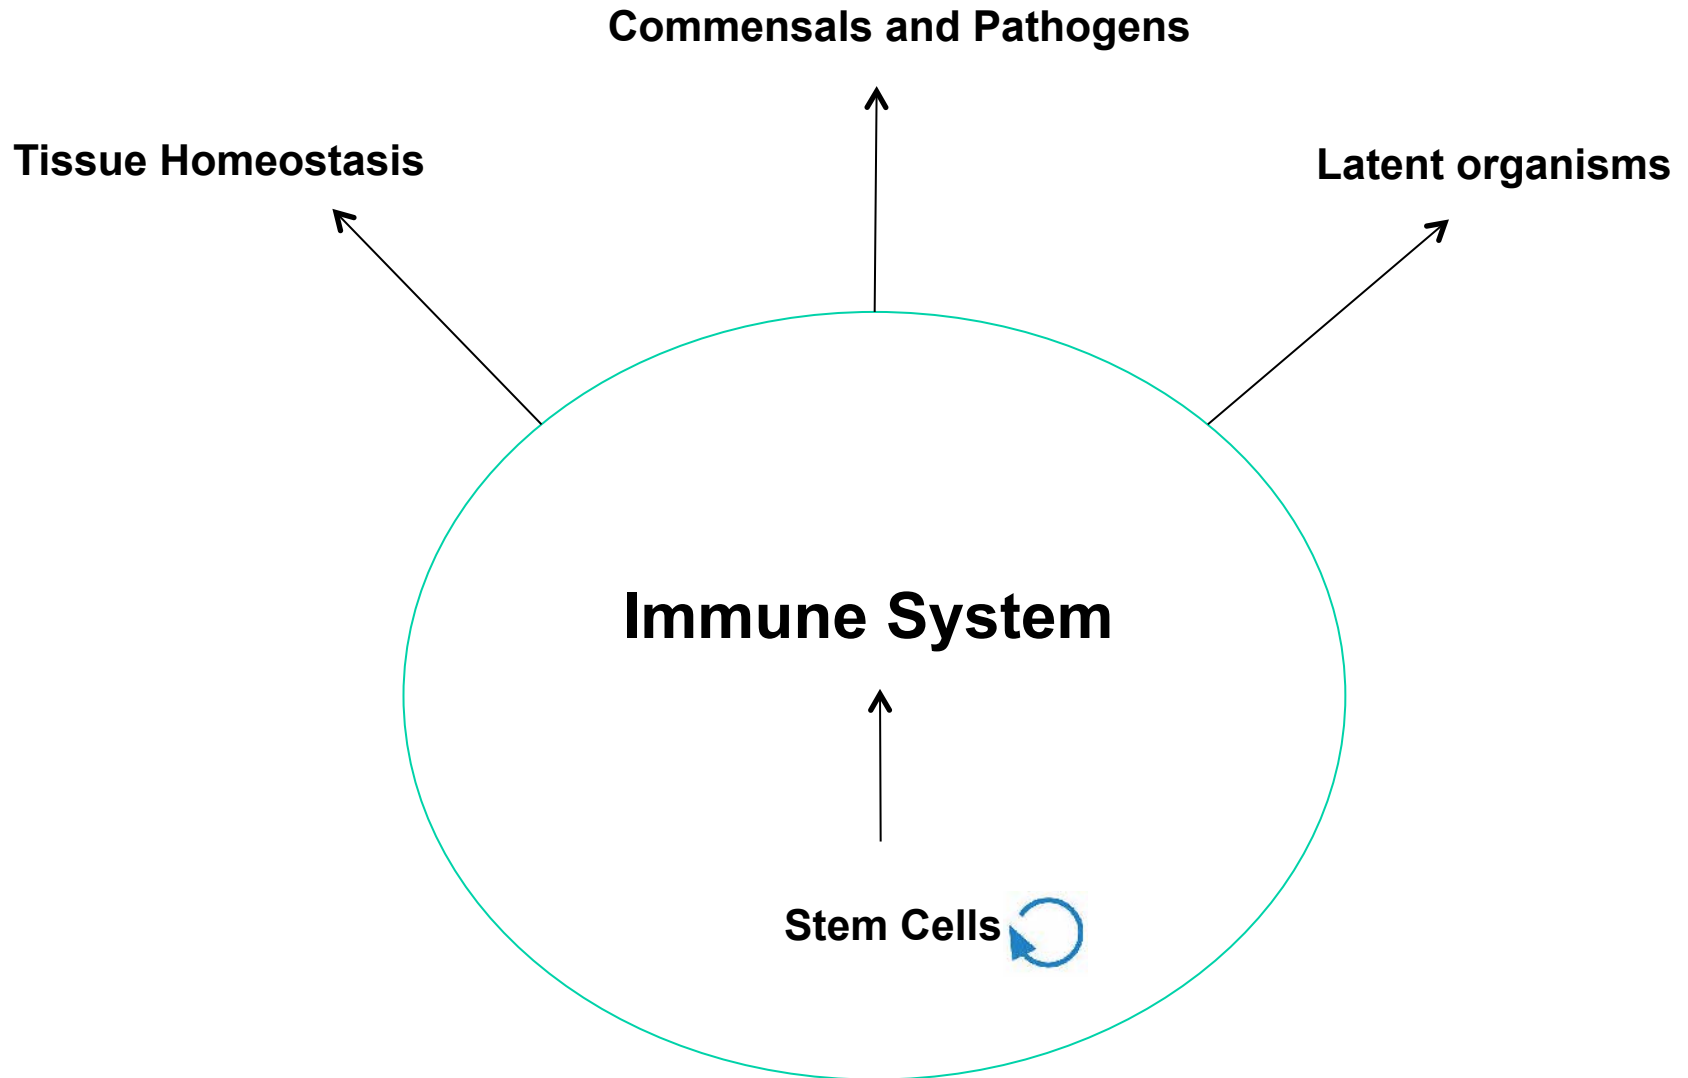 Commensals and Pathogens
Tissue Homeostasis
Latent organisms
Immune System
Stem Cells